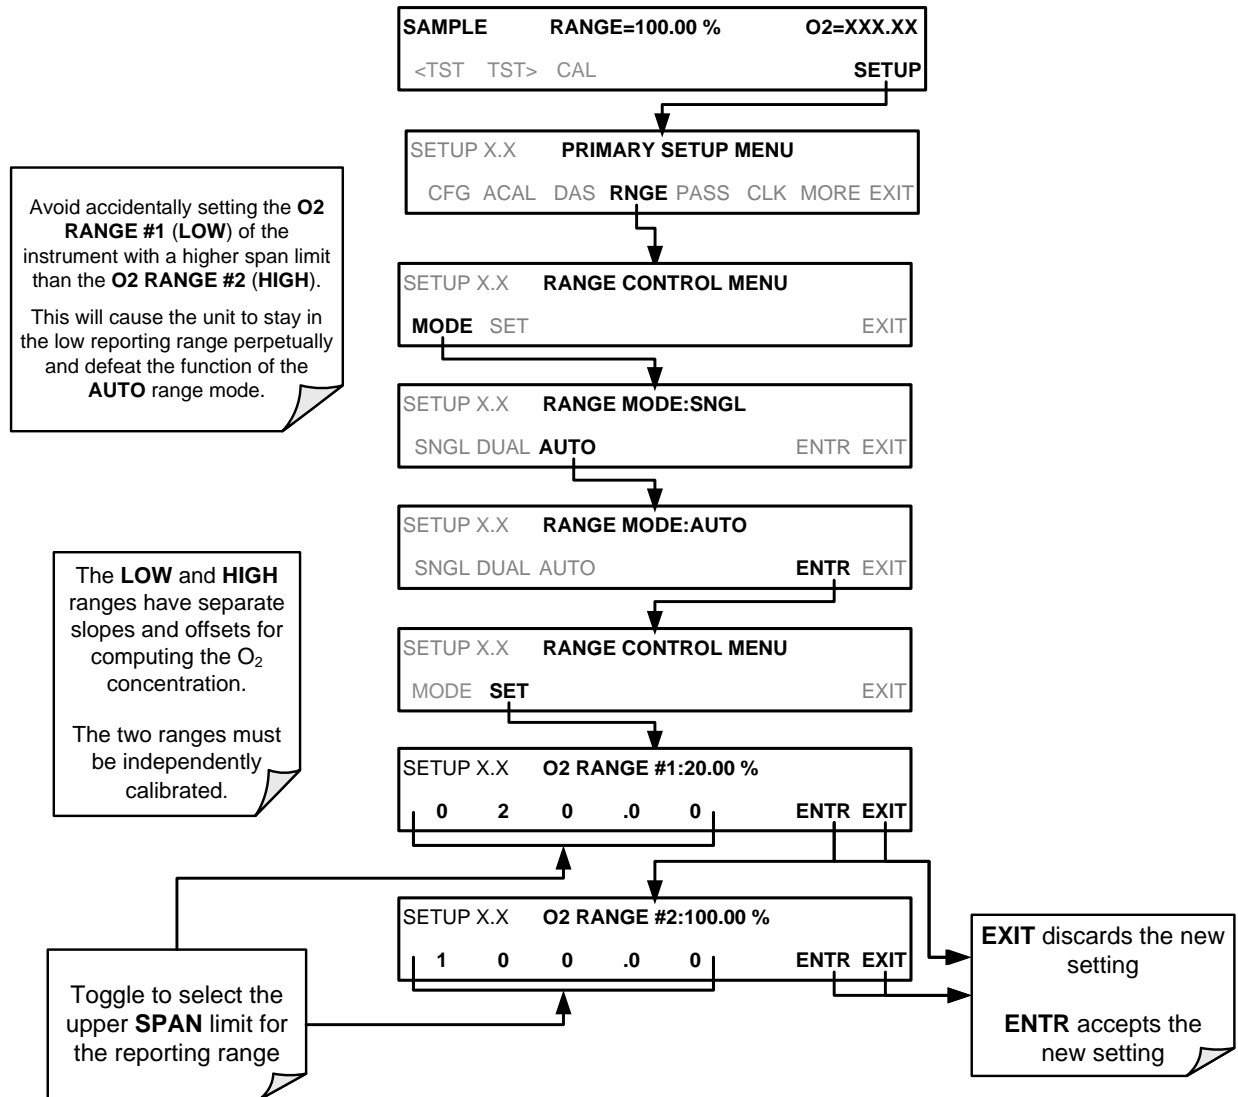 SAMPLE RANGE=100.00 % O2=XXX.XX
<TST TST> CAL SETUP
SETUP X.X PRIMARY SETUP MENU
CFG ACAL DAS RNGE PASS CLK MORE EXIT
Avoid accidentally setting the O2
RANGE #1 (LOW) of the
instrument with a higher span limit
than the O2 RANGE #2 (HIGH).
This will cause the unit to stay in
the low reporting range perpetually
and defeat the function of the
AUTO range mode.
SETUP X.X RANGE CONTROL MENU
MODE SET EXIT
SETUP X.X RANGE MODE:SNGL
SNGL DUAL AUTO ENTR EXIT
SETUP X.X RANGE MODE:AUTO
SNGL DUAL AUTO ENTR EXIT
The LOW and HIGH
ranges have separate
slopes and offsets for
computing the O₂
concentration.
The two ranges must
be independently
calibrated.
SETUP X.X RANGE CONTROL MENU
MODE SET EXIT
SETUP X.X O2 RANGE #1:20.00 %
0 2 0 .0 0 ENTR EXIT
SETUP X.X O2 RANGE #2:100.00 %
1 0 0 .0 0 ENTR EXIT
Toggle to select the
upper SPAN limit for
the reporting range
EXIT discards the new
setting
ENTR accepts the
new setting